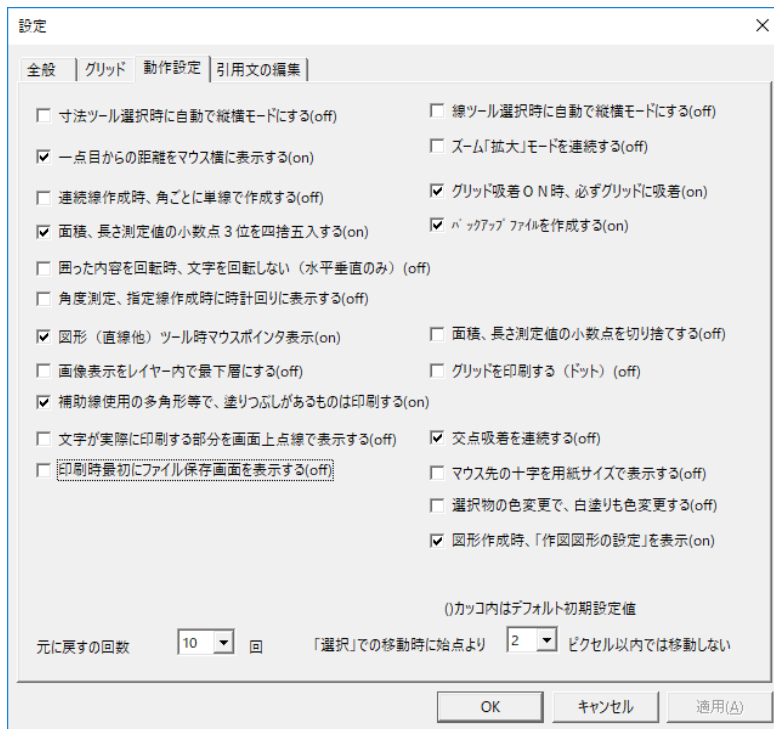 設定
全般 グリッド 動作設定 引用文の編集
寸法ツール選択時に自動で縦横モードにする(off)
線ツール選択時に自動で縦横モードにする(off)
一点目からの距離をマウス横に表示する(on)
ズーム「拡大」モードを連続する(off)
連続線作成時、角ごとに単線で作成する(off)
グリッド吸着ON時、必ずグリッドに吸着(on)
面積、長さ測定値の小数点3位を四捨五入する(on)
バックアップファイルを作成する(on)
囲った内容を回転時、文字を回転しない(水平垂直のみ)(off)
角度測定、指定線作成時に時計回りに表示する(off)
図形(直線他)ツール時マウスポインタ表示(on)
面積、長さ測定値の小数点を切り捨てする(off)
画像表示をレイヤー内で最下層にする(off)
グリッドを印刷する(ドット)(off)
補助線使用の多角形等で、塗りつぶしがあるものは印刷する(on)
文字が実際に印刷する部分を画面上点線で表示する(off)
交点吸着を連続する(off)
印刷時最初にファイル保存画面を表示する(off)
マウス先の十字を用紙サイズで表示する(off)
選択物の色変更で、白塗りも色変更する(off)
図形作成時、「作図図形の設定」を表示(on)
()カッコ内はデフォルト初期設定値
元に戻すの回数 10 回 「選択」での移動時に始点より 2 ピクセル以内では移動しない
OK キャンセル 適用(A)